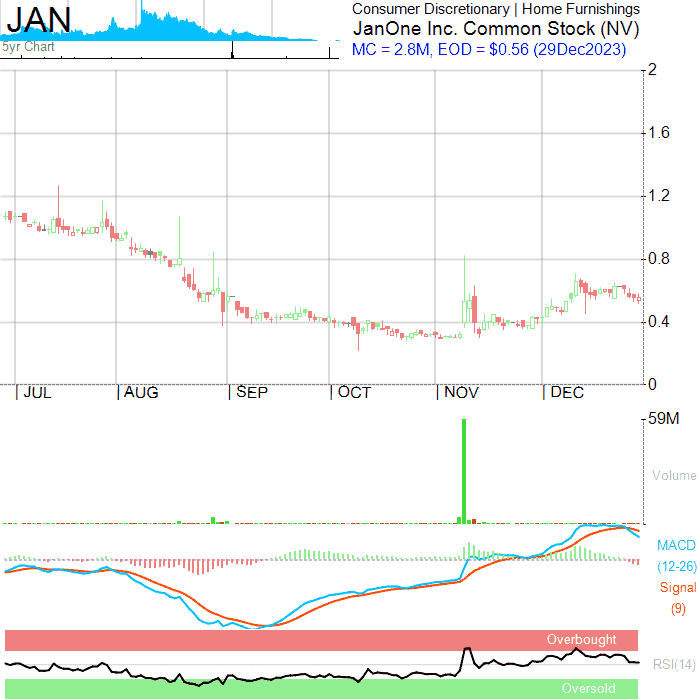 JAN
5yr Chart
Consumer Discretionary | Home Furnishings
JanOne Inc. Common Stock (NV)
MC = 2.8M, EOD = $0.56 (29Dec2023)
2
1.6
1.2
0.8
0.4
0
JUL AUG SEP OCT NOV DEC
59M
Volume
MACD
(12-26)
Signal
(9)
Overbought
RSI(14)
Oversold